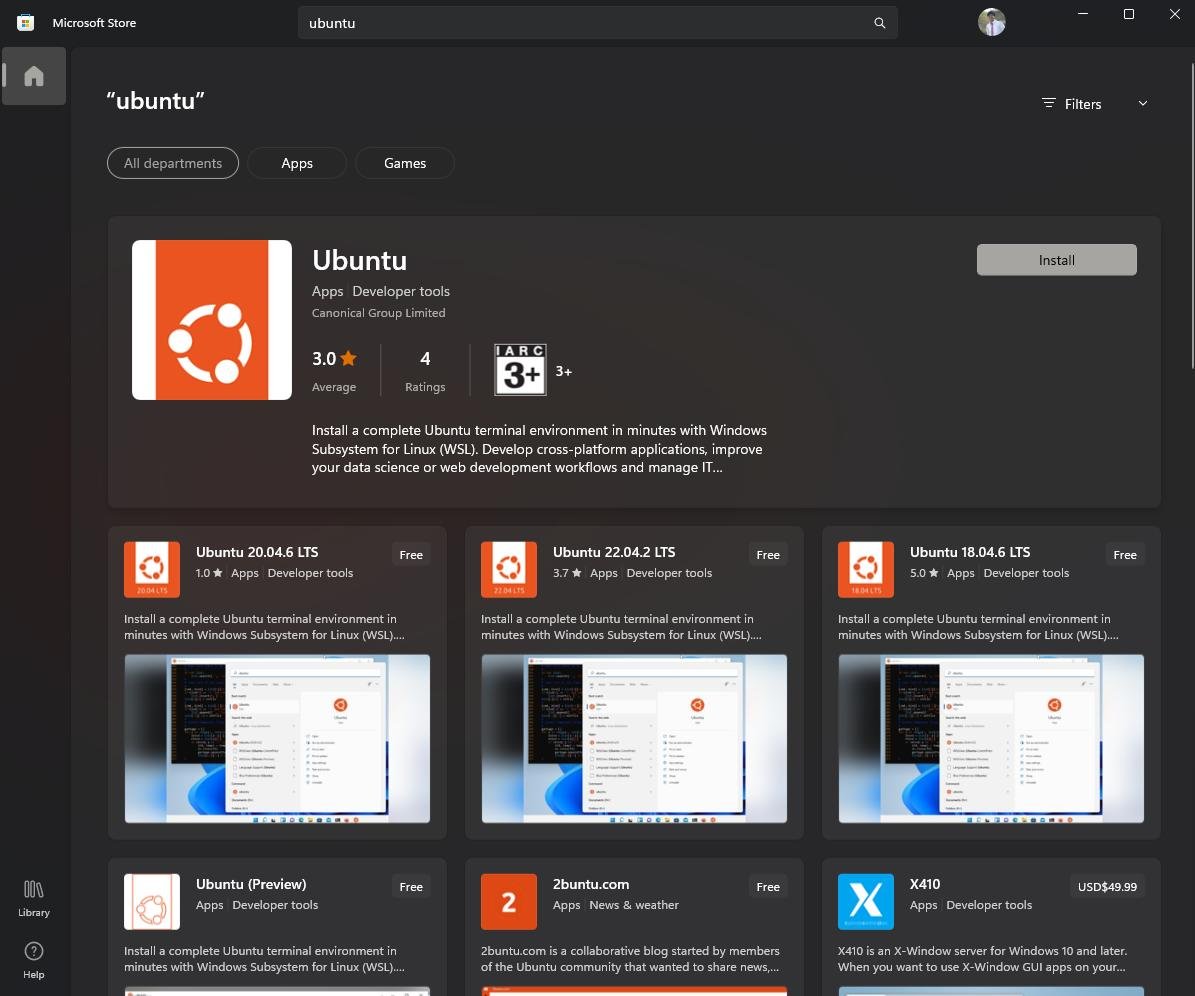 Microsoft Store
ubuntu
“ubuntu”
Filters
All departments
Apps
Games
Ubuntu
Install
Apps
Developer tools
Canonical Group Limited
3.0
4
IARC
3+
3+
Average
Ratings
Install a complete Ubuntu terminal environment in minutes with Windows
Subsystem for Linux (WSL). Develop cross-platform applications, improve
your data science or web development workflows and manage IT...
Ubuntu 20.04.6 LTS
Free
1.0 ★ Apps Developer tools
20.04 LTS
Install a complete Ubuntu terminal environment in
minutes with Windows Subsystem for Linux (WSL)....
Ubuntu 22.04.2 LTS
Free
3.7 ★ Apps Developer tools
22.04 LTS
Install a complete Ubuntu terminal environment in
minutes with Windows Subsystem for Linux (WSL)....
Ubuntu 18.04.6 LTS
Free
5.0 ★ Apps Developer tools
18.04 LTS
Install a complete Ubuntu terminal environment in
minutes with Windows Subsystem for Linux (WSL)....
Ubuntu (Preview)
Free
Apps Developer tools
Install a complete Ubuntu terminal environment in
minutes with Windows Subsystem for Linux (WSL)....
2
2buntu.com
Free
Apps News & weather
2buntu.com is a collaborative blog started by members
of the Ubuntu community that wanted to share news,...
X410
USD$49.99
Apps Developer tools
X410 is an X-Window server for Windows 10 and later.
When you want to use X-Window GUI apps on your...
Library
Help